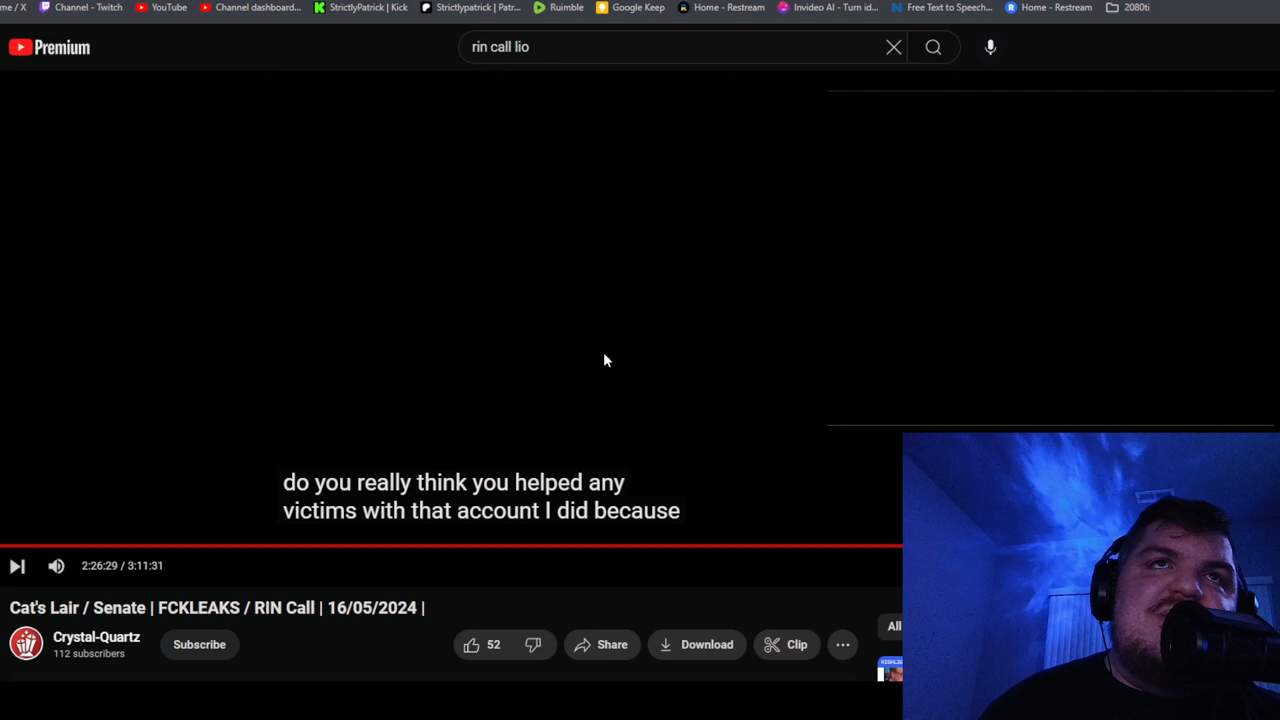 me / X Channel - Twitch YouTube Channel dashboard... StrictlyPatrick | Kick Strictlypatrick | Patr... Rumble Google Keep Home - Restream Invideo AI - Turn id... Free Text to Speech... Home - Restream 2080ti
Premium
rin call lio
do you really think you helped any
victims with that account I did because
2:26:29 / 3:11:31
Cat's Lair / Senate | FCKLEAKS / RIN Call | 16/05/2024 |
Crystal-Quartz
112 subscribers
Subscribe
52
Share
Download
Clip
All